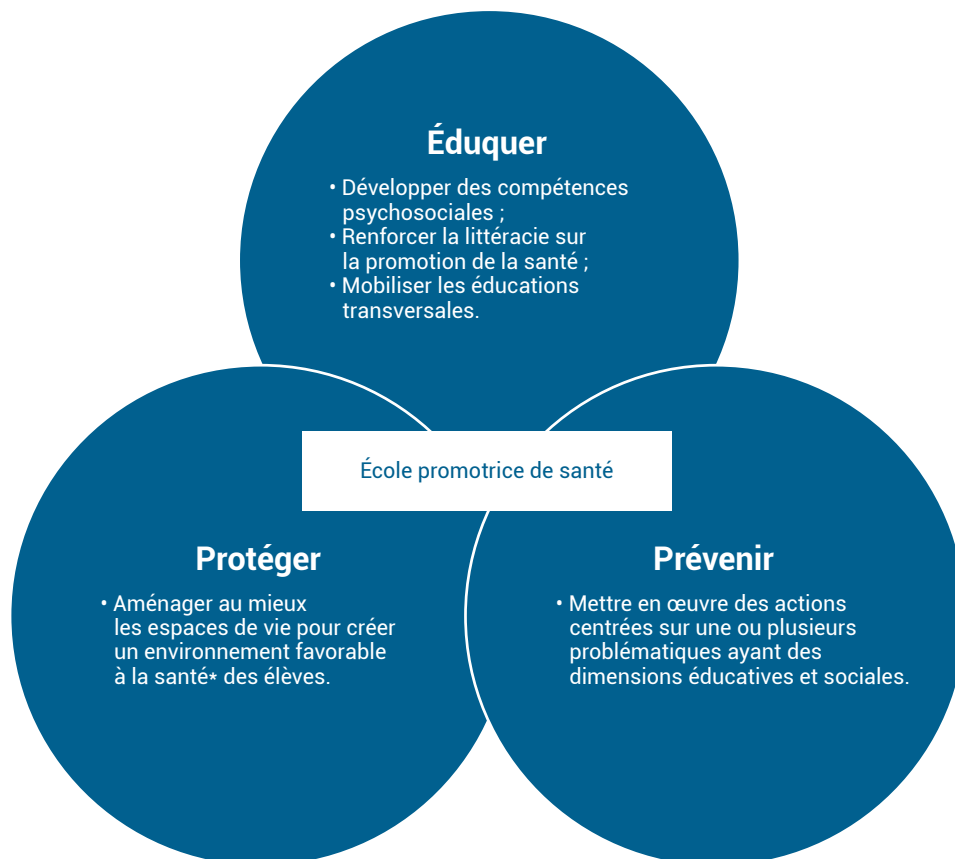 Éduquer
• Développer des compétences
psychosociales ;
• Renforcer la littéracie sur
la promotion de la santé ;
• Mobiliser les éducations
transversales.
École promotrice de santé
Protéger
• Aménager au mieux
les espaces de vie pour créer
un environnement favorable
à la santé* des élèves.
Prévenir
• Mettre en œuvre des actions
centrées sur une ou plusieurs
problématiques ayant des
dimensions éducatives et sociales.